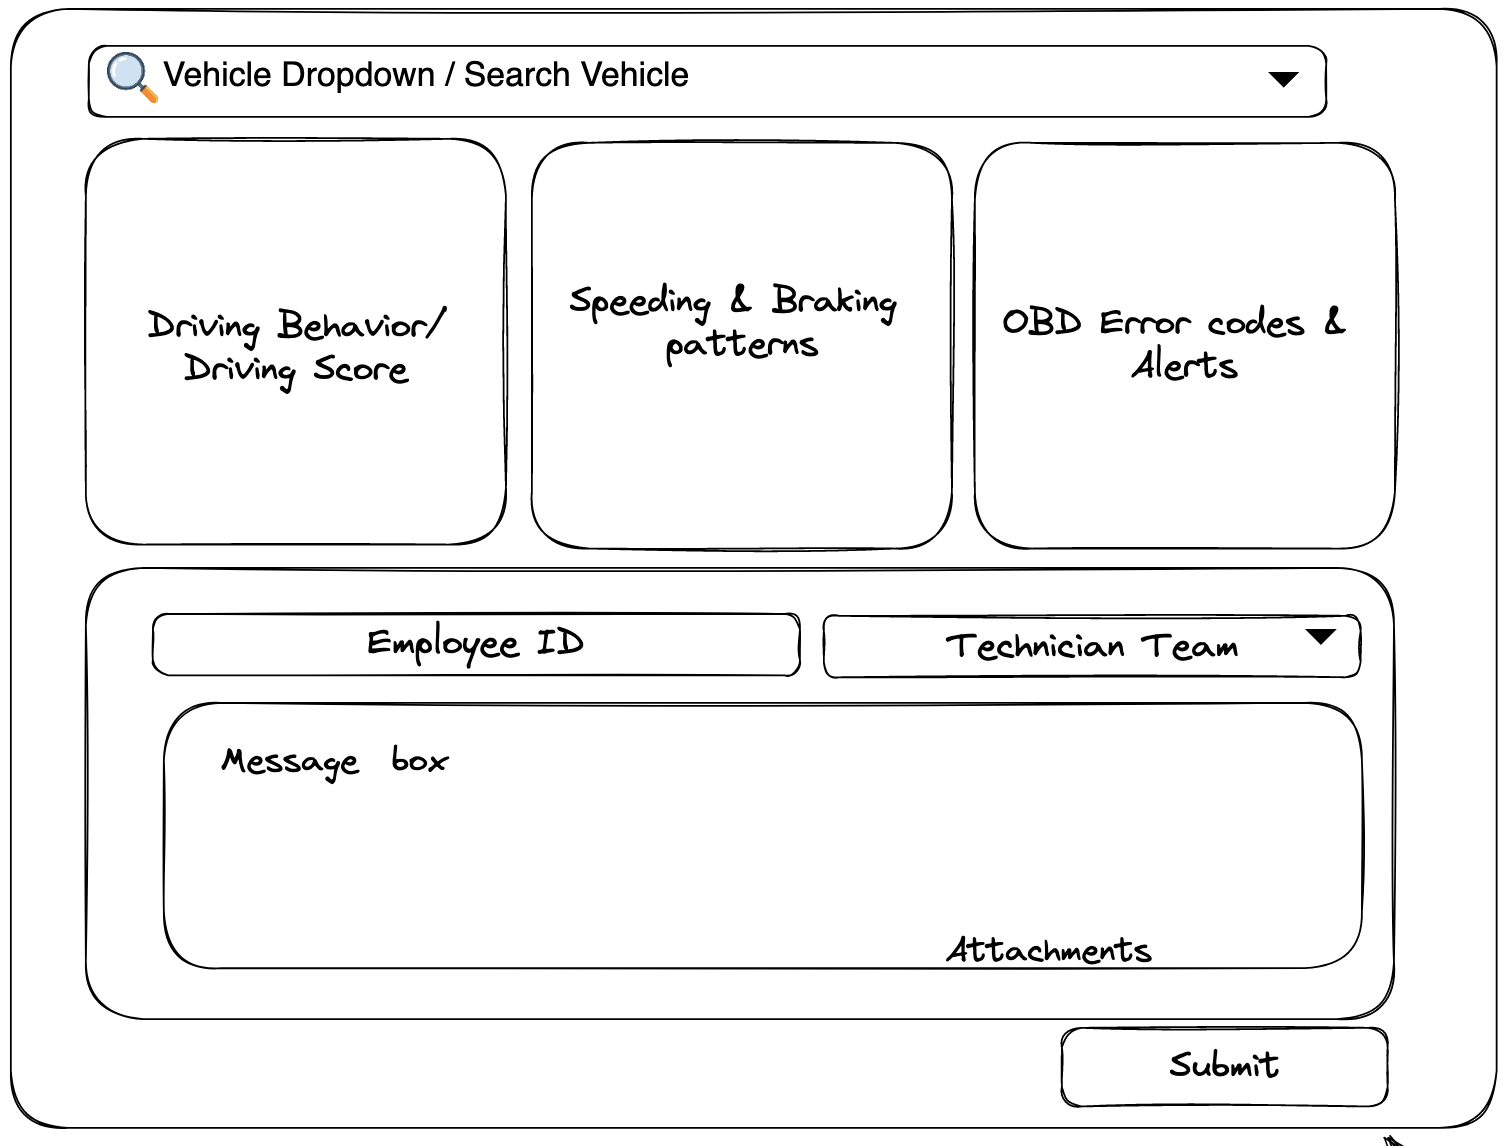 Vehicle Dropdown / Search Vehicle
Driving Behavior/
Driving Score
Speeding & Braking
patterns
OBD Error codes &
Alerts
Employee ID
Technician Team
Message box
Attachments
Submit